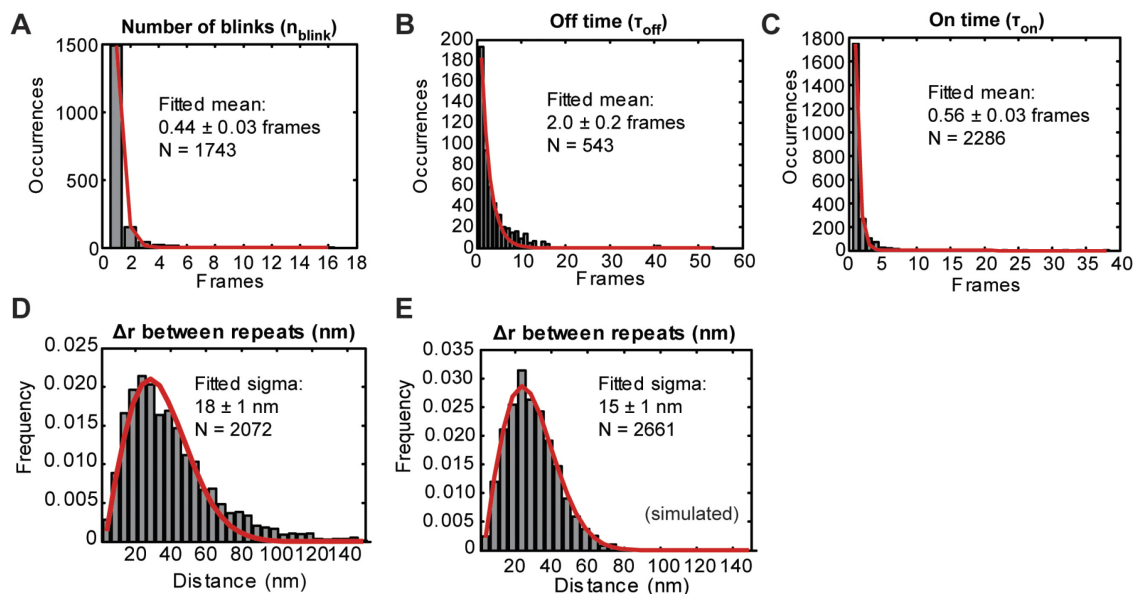 A
Number of blinks (n_blink)
1500
1000
500
0
Occurrences
Fitted mean:
0.44 ± 0.03 frames
N = 1743
0 2 4 6 8 10 12 14 16 18
Frames
B
Off time (τ_off)
200
180
160
140
120
100
80
60
40
20
0
Occurrences
Fitted mean:
2.0 ± 0.2 frames
N = 543
0 10 20 30 40 50 60
Frames
C
On time (τ_on)
1800
1600
1400
1200
1000
800
600
400
200
0
Occurrences
Fitted mean:
0.56 ± 0.03 frames
N = 2286
0 5 10 15 20 25 30 35 40
Frames
D
Δr between repeats (nm)
0.025
0.020
0.015
0.010
0.005
0
Frequency
Fitted sigma:
18 ± 1 nm
N = 2072
20 40 60 80 100 120 140
Distance (nm)
E
Δr between repeats (nm)
0.035
0.030
0.025
0.020
0.015
0.010
0.005
0
Frequency
Fitted sigma:
15 ± 1 nm
N = 2661
(simulated)
20 40 60 80 100 120 140
Distance (nm)